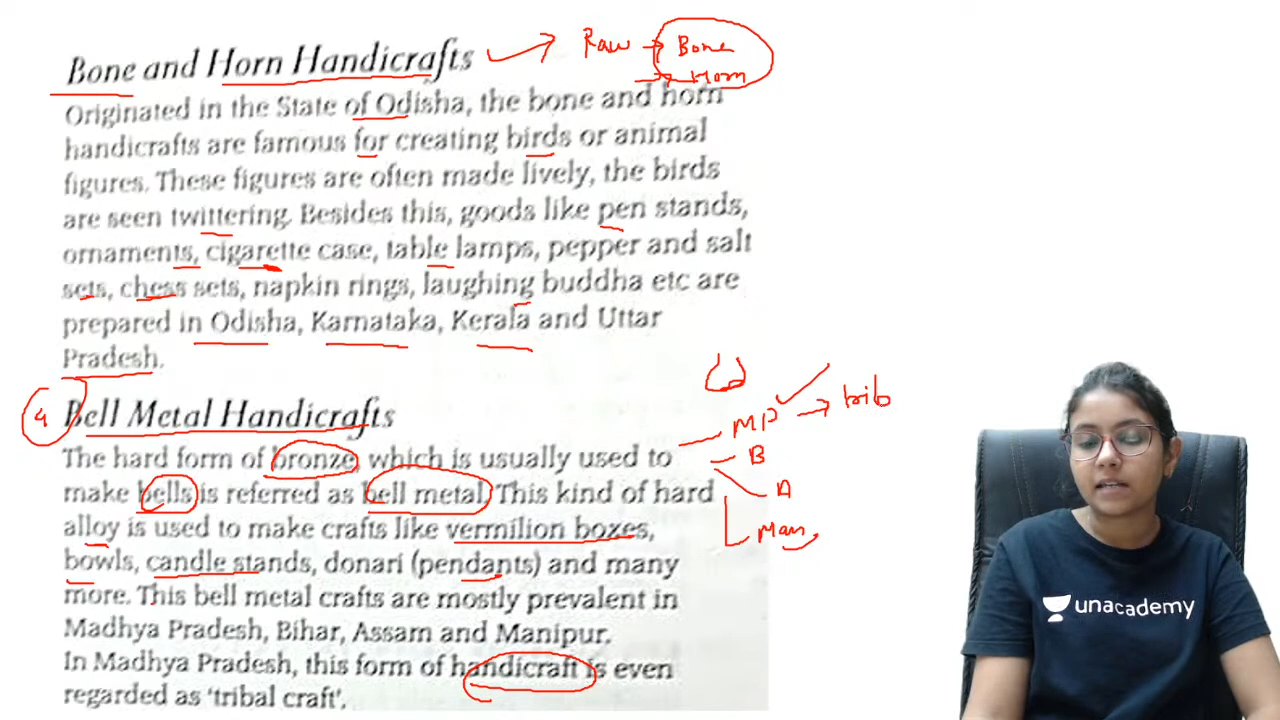 Bone and Horn Handicrafts
Raw → Bone
→ Horn
Originated in the State of Odisha, the bone and horn
handicrafts are famous for creating birds or animal
figures. These figures are often made lively, the birds
are seen twittering. Besides this, goods like pen stands,
ornaments, cigarette case, table lamps, pepper and salt
sets, chess sets, napkin rings, laughing buddha etc are
prepared in Odisha, Karnataka, Kerala and Uttar
Pradesh.
4
Bell Metal Handicrafts
MP → trib
B
A
Man
The hard form of bronze, which is usually used to
make bells is referred as bell metal. This kind of hard
alloy is used to make crafts like vermilion boxes,
bowls, candle stands, donari (pendants) and many
more. This bell metal crafts are mostly prevalent in
Madhya Pradesh, Bihar, Assam and Manipur.
In Madhya Pradesh, this form of handicraft is even
regarded as 'tribal craft'.
unacademy